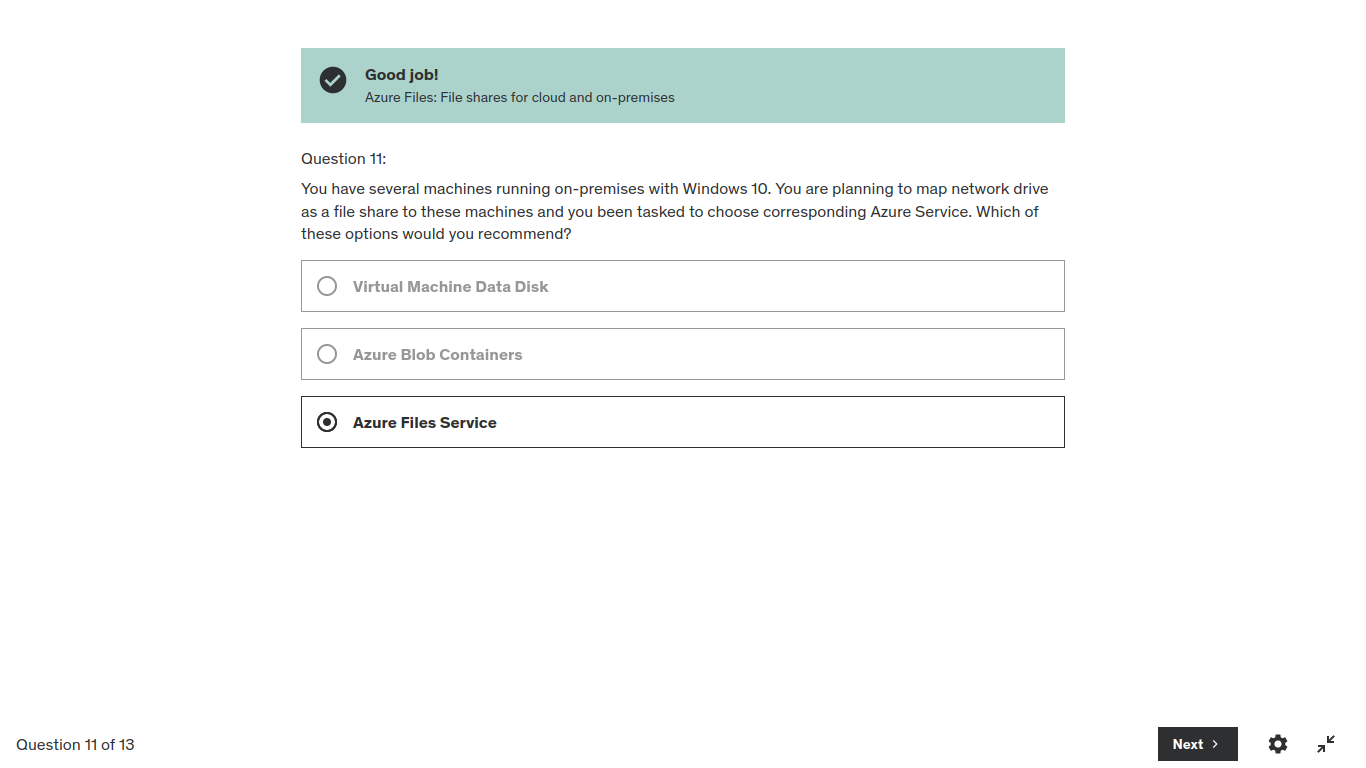 Good job!
Azure Files: File shares for cloud and on-premises
Question 11:
You have several machines running on-premises with Windows 10. You are planning to map network drive
as a file share to these machines and you been tasked to choose corresponding Azure Service. Which of
these options would you recommend?
Virtual Machine Data Disk
Azure Blob Containers
Azure Files Service
Question 11 of 13
Next